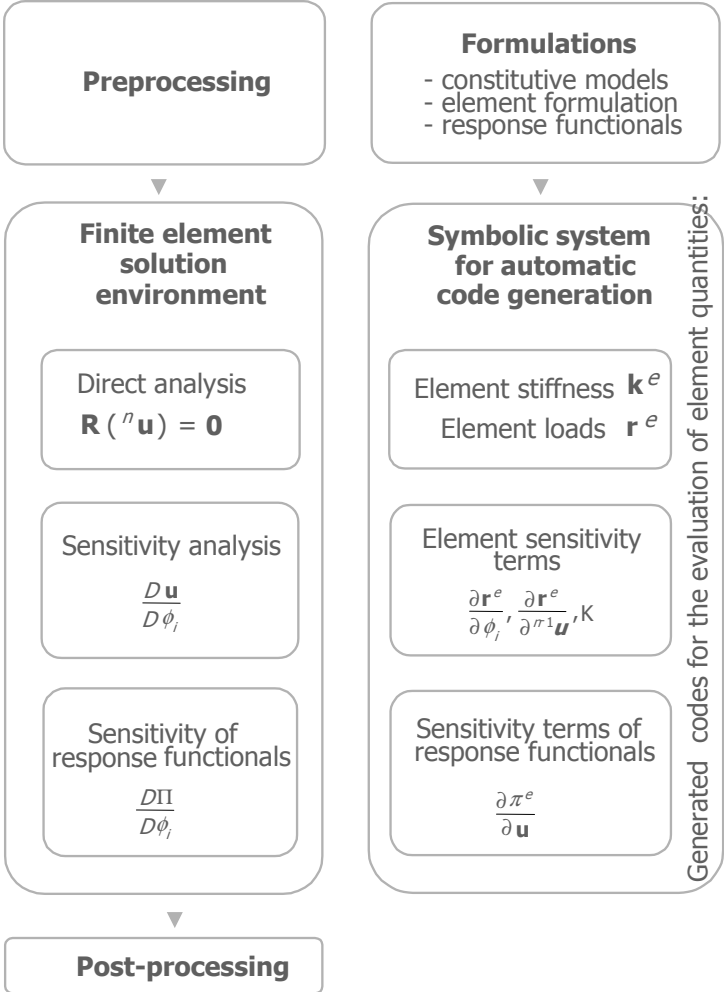 Preprocessing
Finite element
solution
environment
Direct analysis
R ( ⁿ u ) = 0
Sensitivity analysis
D u
D ϕᵢ
Sensitivity of
response functionals
DΠ
Dϕᵢ
Post-processing
Formulations
- constitutive models
- element formulation
- response functionals
Symbolic system
for automatic
code generation
Element stiffness kᵉ
Element loads rᵉ
Element sensitivity
terms
∂rᵉ/∂ϕᵢ, ∂rᵉ/∂ⁿ⁻¹u, K
Sensitivity terms of
response functionals
∂πᵉ
∂u
Generated codes for the evaluation of element quantities: